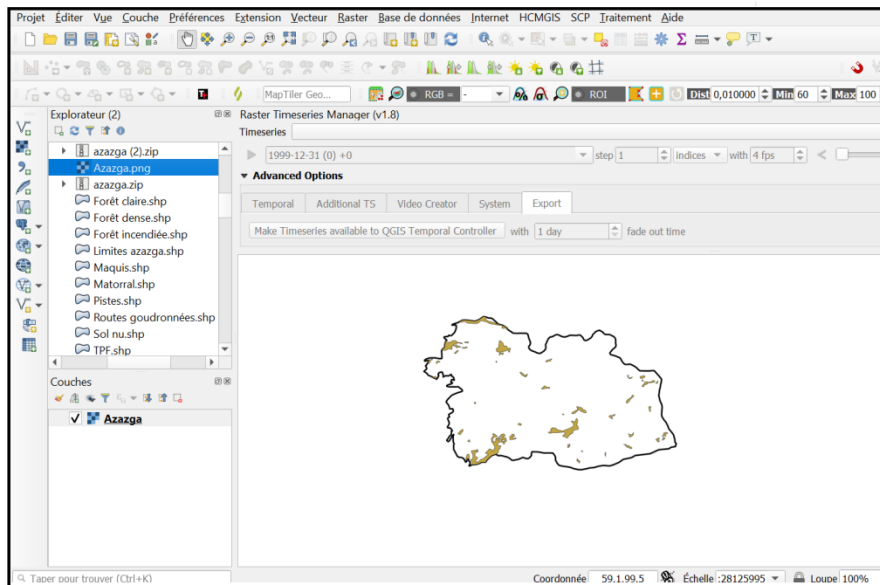 Projet Éditer Vue Couche Préférences Extension Vecteur Raster Base de données Internet HCMGIS SCP Traitement Aide
MapTiler Geo... RGB = - ROI Dist 0,010000 Min 60 Max 100
Explorateur (2)
azazga (2).zip
Azazga.png
azazga.zip
Forêt claire.shp
Forêt dense.shp
Forêt incendiée.shp
Limites azazga.shp
Maquis.shp
Matorral.shp
Pistes.shp
Routes goudronnées.shp
Sol nu.shp
TPF.shp
Couches
Azazga
Raster Timeseries Manager (v1.8)
Timeseries
1999-12-31 (0) +0 step 1 indices with 4 fps <
Advanced Options
Temporal Additional TS Video Creator System Export
Make Timeseries available to QGIS Temporal Controller with 1 day fade out time
Taper pour trouver (Ctrl+K) Coordonnée 59.1.99.5 Échelle :28125995 Loupe 100%